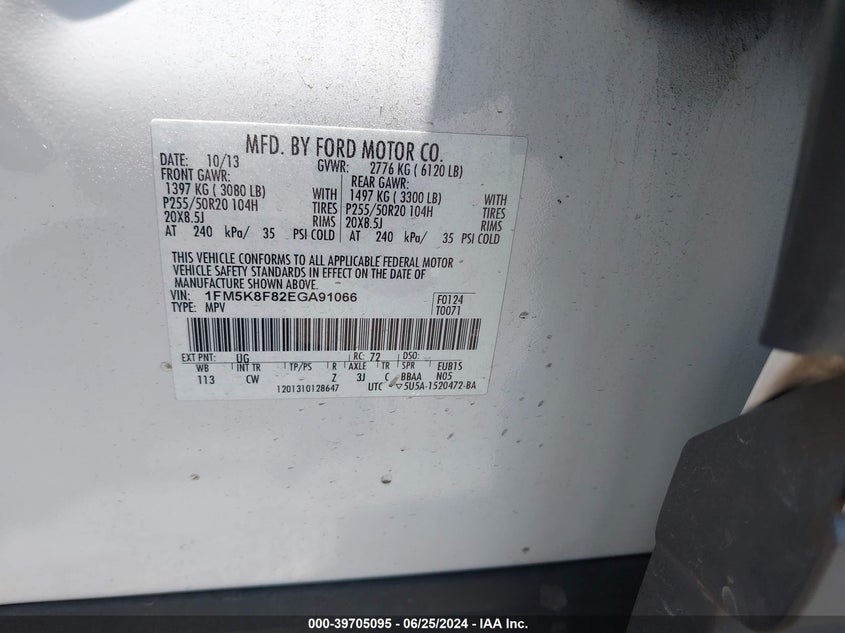 MFD. BY FORD MOTOR CO.
DATE: 10/13 GVWR: 2776 KG ( 6120 LB)
FRONT GAWR: REAR GAWR:
1397 KG ( 3080 LB) WITH 1497 KG ( 3300 LB) WITH
P255/50R20 104H TIRES P255/50R20 104H TIRES
20X8.5J RIMS 20X8.5J RIMS
AT 240 kPa/ 35 PSI COLD AT 240 kPa/ 35 PSI COLD
THIS VEHICLE CONFORMS TO ALL APPLICABLE FEDERAL MOTOR
VEHICLE SAFETY STANDARDS IN EFFECT ON THE DATE OF
MANUFACTURE SHOWN ABOVE.
VIN: 1FM5K8F82EGA91066 F0124
TYPE: MPV T0071
EXT PNT: UG RC: 72 DSO:
WB INT TR TP/PS R AXLE TR SPR EUB1S
113 CW Z 3J C BBAA N05
1201310128647 UTC ▽5U5A-1520472-BA
000-39705095 - 06/25/2024 - IAA Inc.